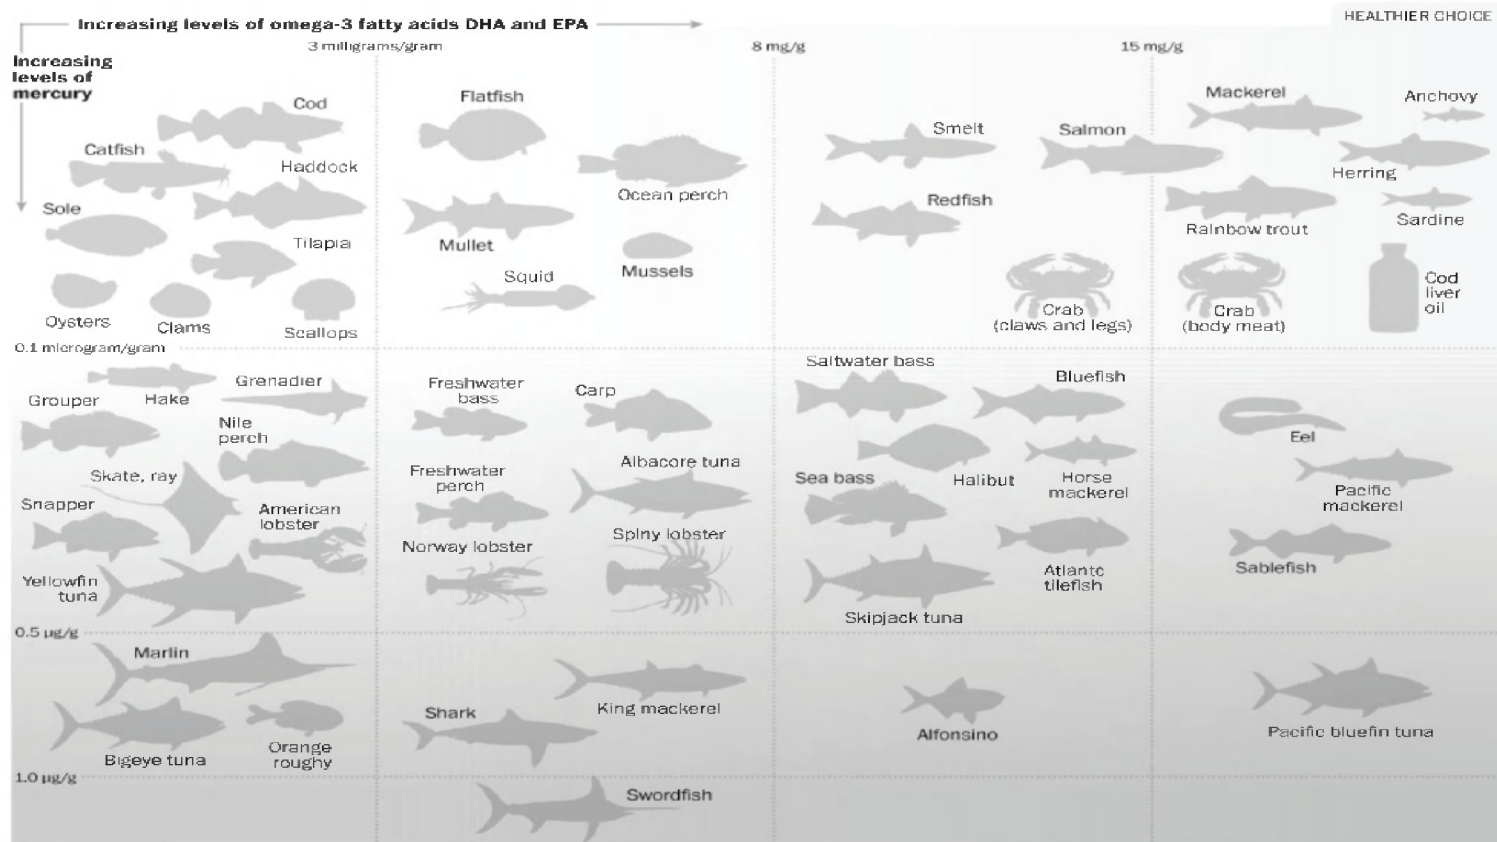 Increasing levels of omega-3 fatty acids DHA and EPA
HEALTHIER CHOICE
3 milligrams/gram
8 mg/g
15 mg/g
Increasing
levels of
mercury
Cod
Catfish
Haddock
Sole
Tilapia
Oysters
Clams
Scallops
Flatfish
Ocean perch
Mullet
Mussels
Squid
Smelt
Salmon
Redfish
Crab
(claws and legs)
Mackerel
Anchovy
Herring
Rainbow trout
Sardine
Crab
(body meat)
Cod
liver
oil
0.1 microgram/gram
Grouper
Hake
Grenadier
Nile
perch
Skate, ray
Snapper
American
lobster
Yellowfin
tuna
Freshwater
bass
Carp
Freshwater
perch
Albacore tuna
Norway lobster
Spiny lobster
Saltwater bass
Bluefish
Sea bass
Halibut
Horse
mackerel
Atlantc
tilefish
Skipjack tuna
Eel
Pacific
mackerel
Sablefish
0.5 µg/g
Marlin
Bigeye tuna
Orange
roughy
Shark
King mackerel
Alfonsino
Pacific bluefin tuna
1.0 µg/g
Swordfish